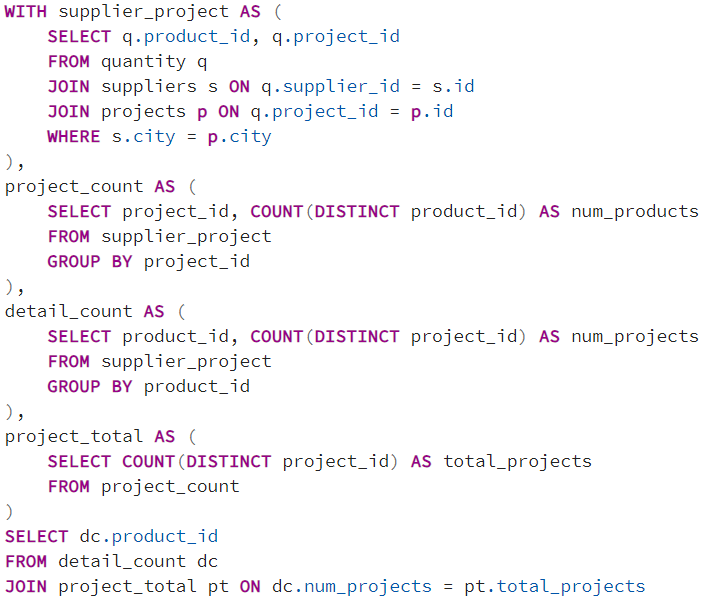 WITH supplier_project AS (
    SELECT q.product_id, q.project_id
    FROM quantity q
    JOIN suppliers s ON q.supplier_id = s.id
    JOIN projects p ON q.project_id = p.id
    WHERE s.city = p.city
),
project_count AS (
    SELECT project_id, COUNT(DISTINCT product_id) AS num_products
    FROM supplier_project
    GROUP BY project_id
),
detail_count AS (
    SELECT product_id, COUNT(DISTINCT project_id) AS num_projects
    FROM supplier_project
    GROUP BY product_id
),
project_total AS (
    SELECT COUNT(DISTINCT project_id) AS total_projects
    FROM project_count
)
SELECT dc.product_id
FROM detail_count dc
JOIN project_total pt ON dc.num_projects = pt.total_projects